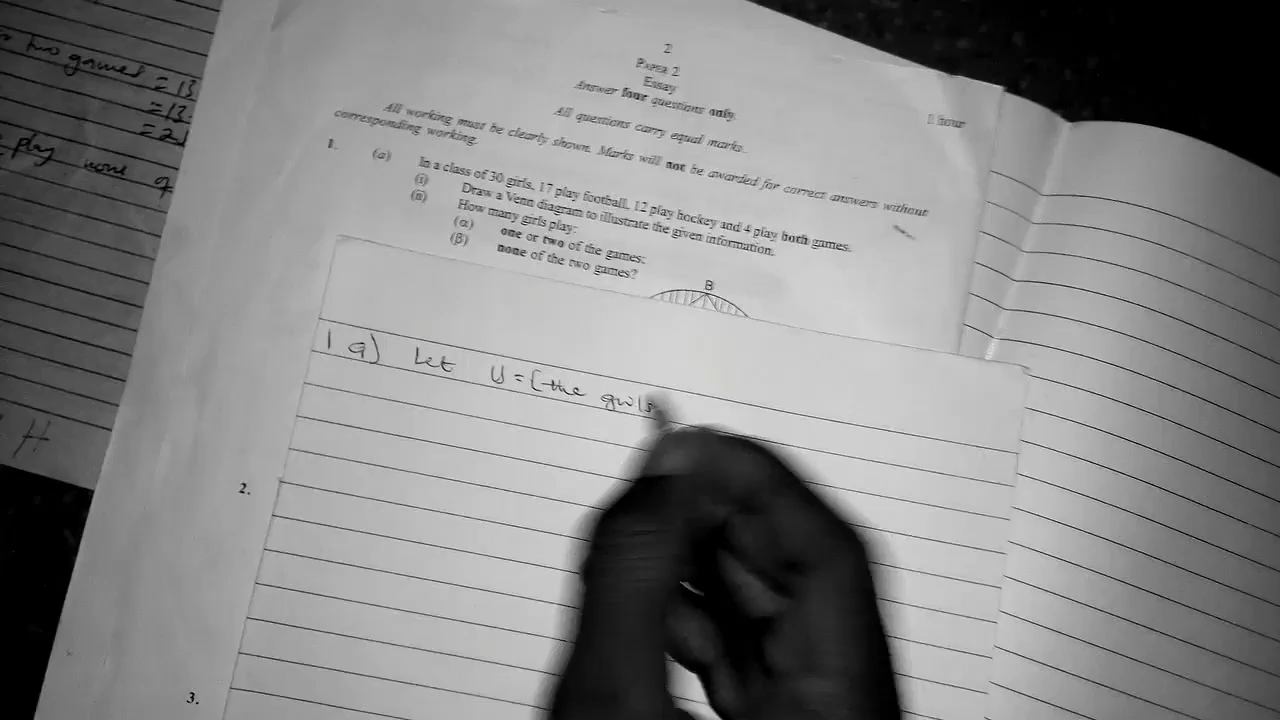 two games = 13
= 13
= 21
play none of
H
2
PAPER 2
Essay
Answer four questions only.
1 hour
All questions carry equal marks.
All working must be clearly shown. Marks will not be awarded for correct answers without
corresponding working.
1. (a) In a class of 30 girls, 17 play football, 12 play hockey and 4 play both games.
(i) Draw a Venn diagram to illustrate the given information.
(ii) How many girls play:
(α) one or two of the games:
(β) none of the two games?
B
1 a) Let U = {the girls
2.
3.